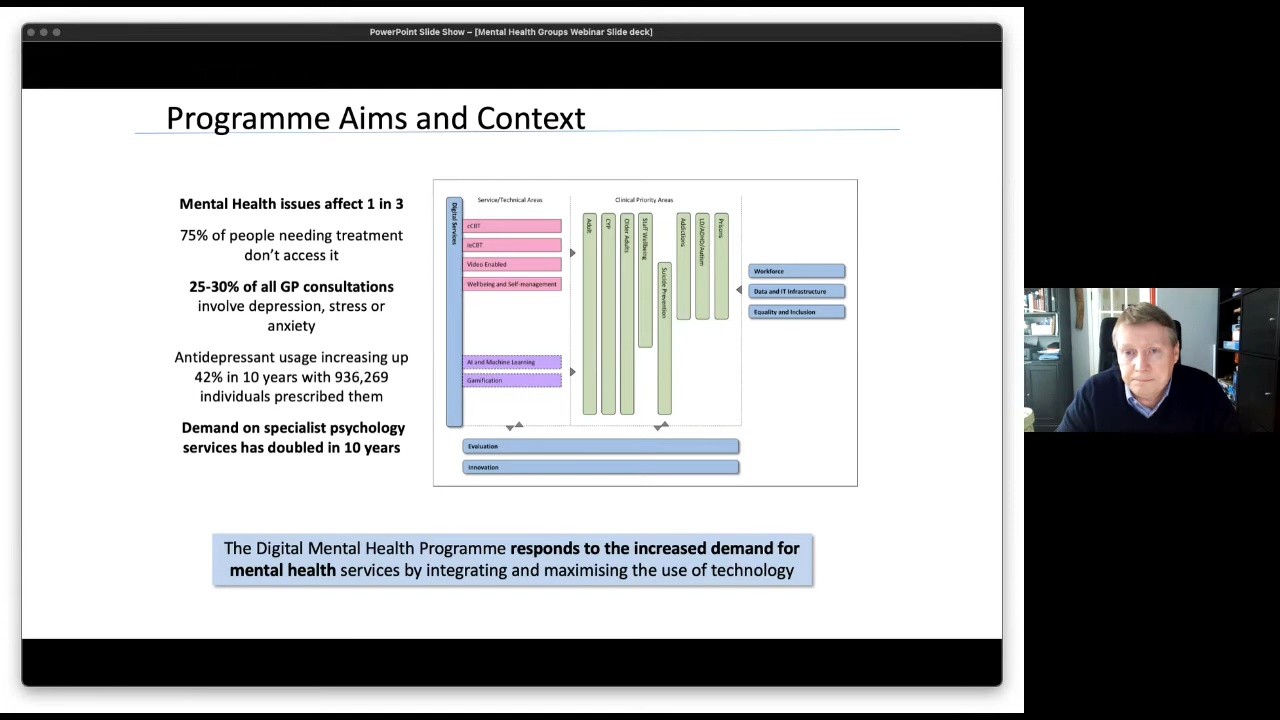 PowerPoint Slide Show – [Mental Health Groups Webinar Slide deck]
Programme Aims and Context
Mental Health issues affect 1 in 3
75% of people needing treatment
don't access it
25-30% of all GP consultations
involve depression, stress or
anxiety
Antidepressant usage increasing up
42% in 10 years with 936,269
individuals prescribed them
Demand on specialist psychology
services has doubled in 10 years
Digital Services
Service/Technical Areas
cCBT
ieCBT
Video Enabled
Wellbeing and Self-management
AI and Machine Learning
Gamification
Clinical Priority Areas
Adult
CYP
Older Adults
Staff Wellbeing
Suicide Prevention
Addictions
LD/ADHD/Autism
Prisons
Workforce
Data and IT Infrastructure
Equality and Inclusion
Evaluation
Innovation
The Digital Mental Health Programme responds to the increased demand for
mental health services by integrating and maximising the use of technology